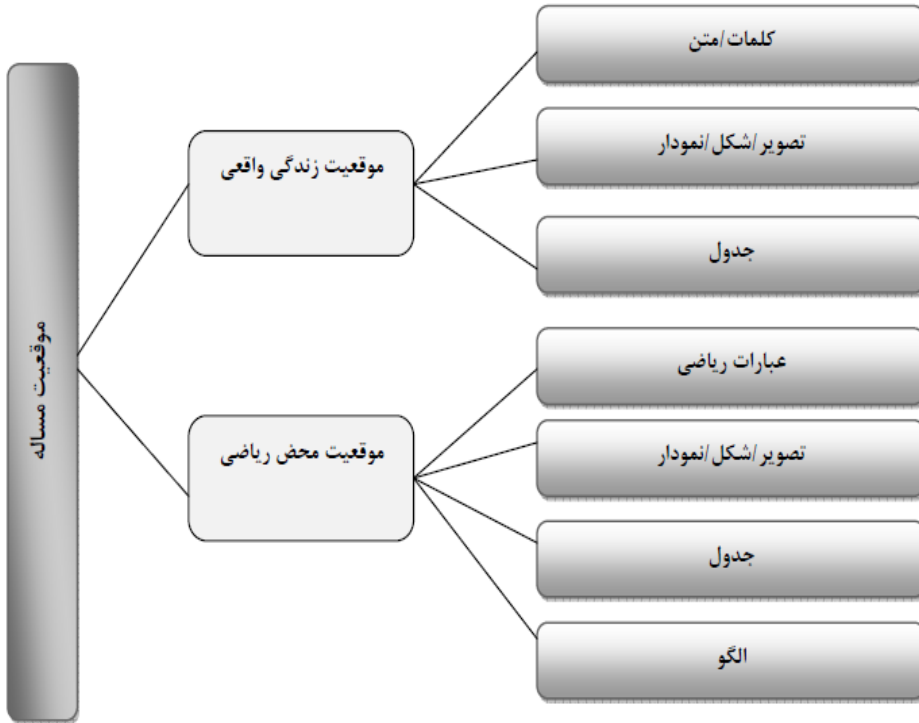 موقعیت مساله
موقعیت زندگی واقعی
کلمات/متن
تصویر/شکل/نمودار
جدول
موقعیت محض ریاضی
عبارات ریاضی
تصویر/شکل/نمودار
جدول
الگو